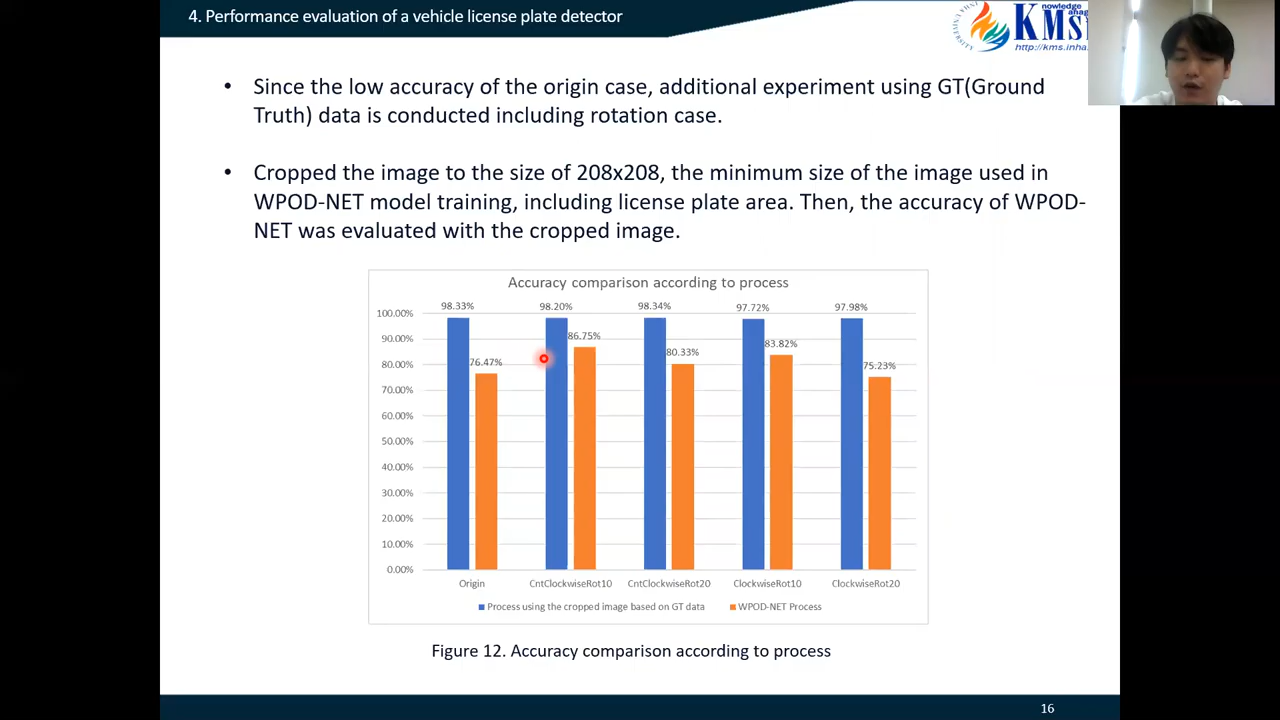 4. Performance evaluation of a vehicle license plate detector
KMS
nowledge
http://kms.inha.
• Since the low accuracy of the origin case, additional experiment using GT(Ground
Truth) data is conducted including rotation case.
• Cropped the image to the size of 208x208, the minimum size of the image used in
WPOD-NET model training, including license plate area. Then, the accuracy of WPOD-
NET was evaluated with the cropped image.
Accuracy comparison according to process
98.33% 98.20% 98.34% 97.72% 97.98%
76.47% 86.75% 80.33% 83.82% 75.23%
100.00%
90.00%
80.00%
70.00%
60.00%
50.00%
40.00%
30.00%
20.00%
10.00%
0.00%
Origin CntClockwiseRot10 CntClockwiseRot20 ClockwiseRot10 ClockwiseRot20
Process using the cropped image based on GT data WPOD-NET Process
Figure 12. Accuracy comparison according to process
16